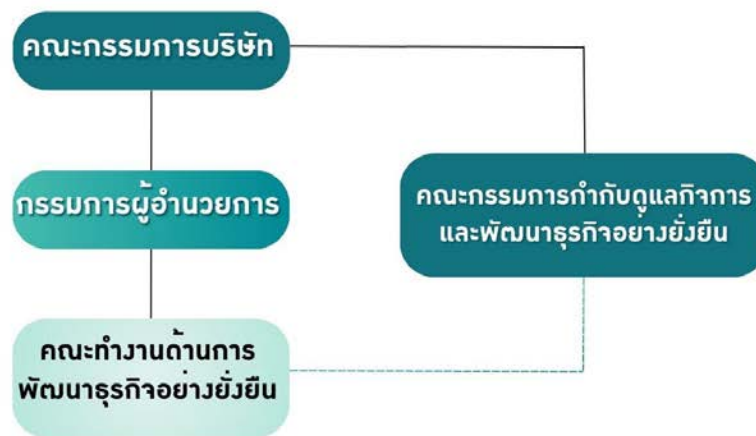 คณะกรรมการบริษัท
กรรมการผู้อำนวยการ
คณะกรรมการกำกับดูแลกิจการ
และพัฒนาธุรกิจอย่างยั่งยืน
คณะทำงานด้านการ
พัฒนาธุรกิจอย่างยั่งยืน